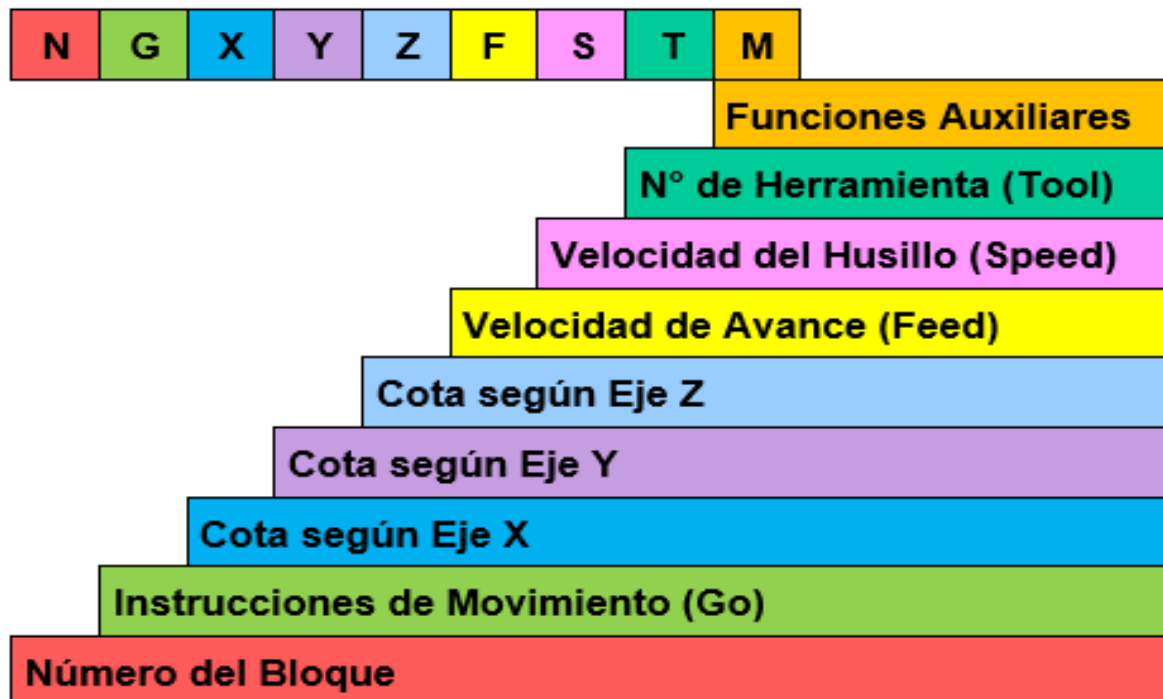 N G X Y Z F S T M
Funciones Auxiliares
N° de Herramienta (Tool)
Velocidad del Husillo (Speed)
Velocidad de Avance (Feed)
Cota según Eje Z
Cota según Eje Y
Cota según Eje X
Instrucciones de Movimiento (Go)
Número del Bloque